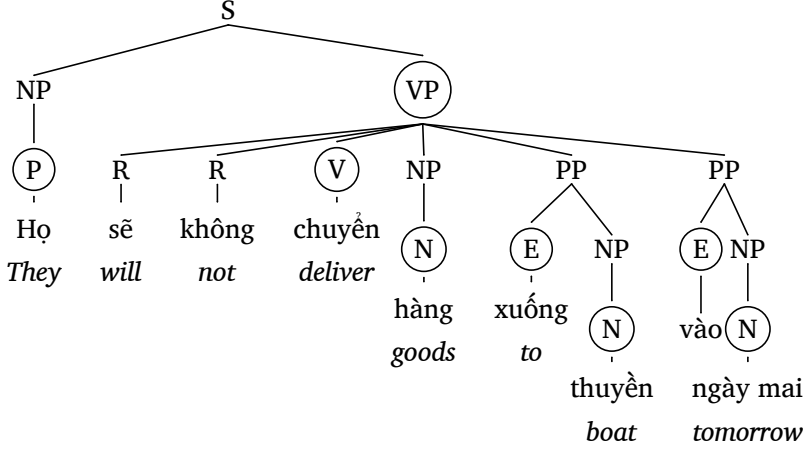 S
NP VP
P R R V NP PP PP
Họ sẽ không chuyển N E NP E NP
They will not deliver
hàng xuống N vào N
goods to
thuyền ngày mai
boat tomorrow